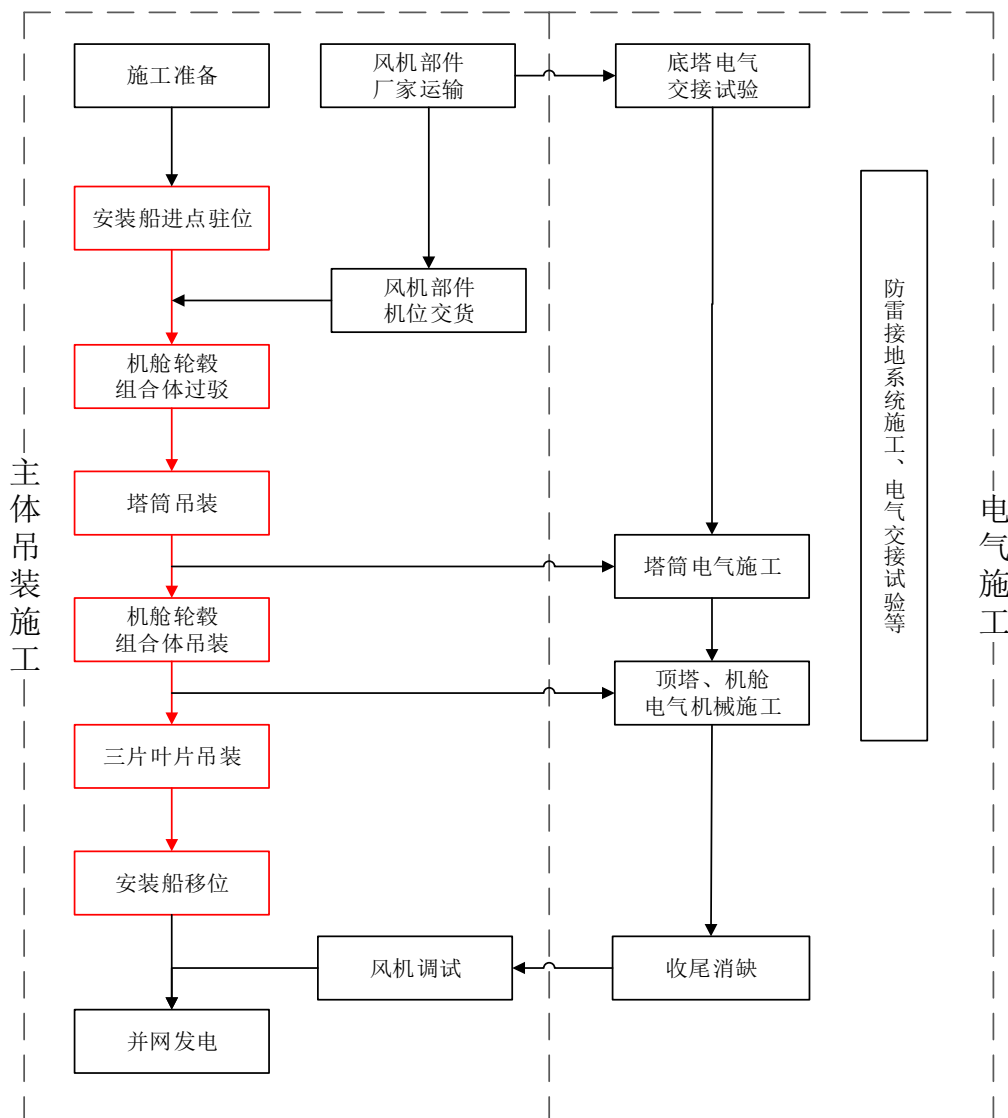 施工准备
风机部件
厂家运输
底塔电气
交接试验
安装船进点驻位
风机部件
机位交货
机舱轮毂
组合体过驳
塔筒吊装
塔筒电气施工
机舱轮毂
组合体吊装
顶塔、机舱
电气机械施工
三片叶片吊装
安装船移位
风机调试
收尾消缺
并网发电
主体吊装施工
防雷接地系统施工、电气交接试验等
电气施工